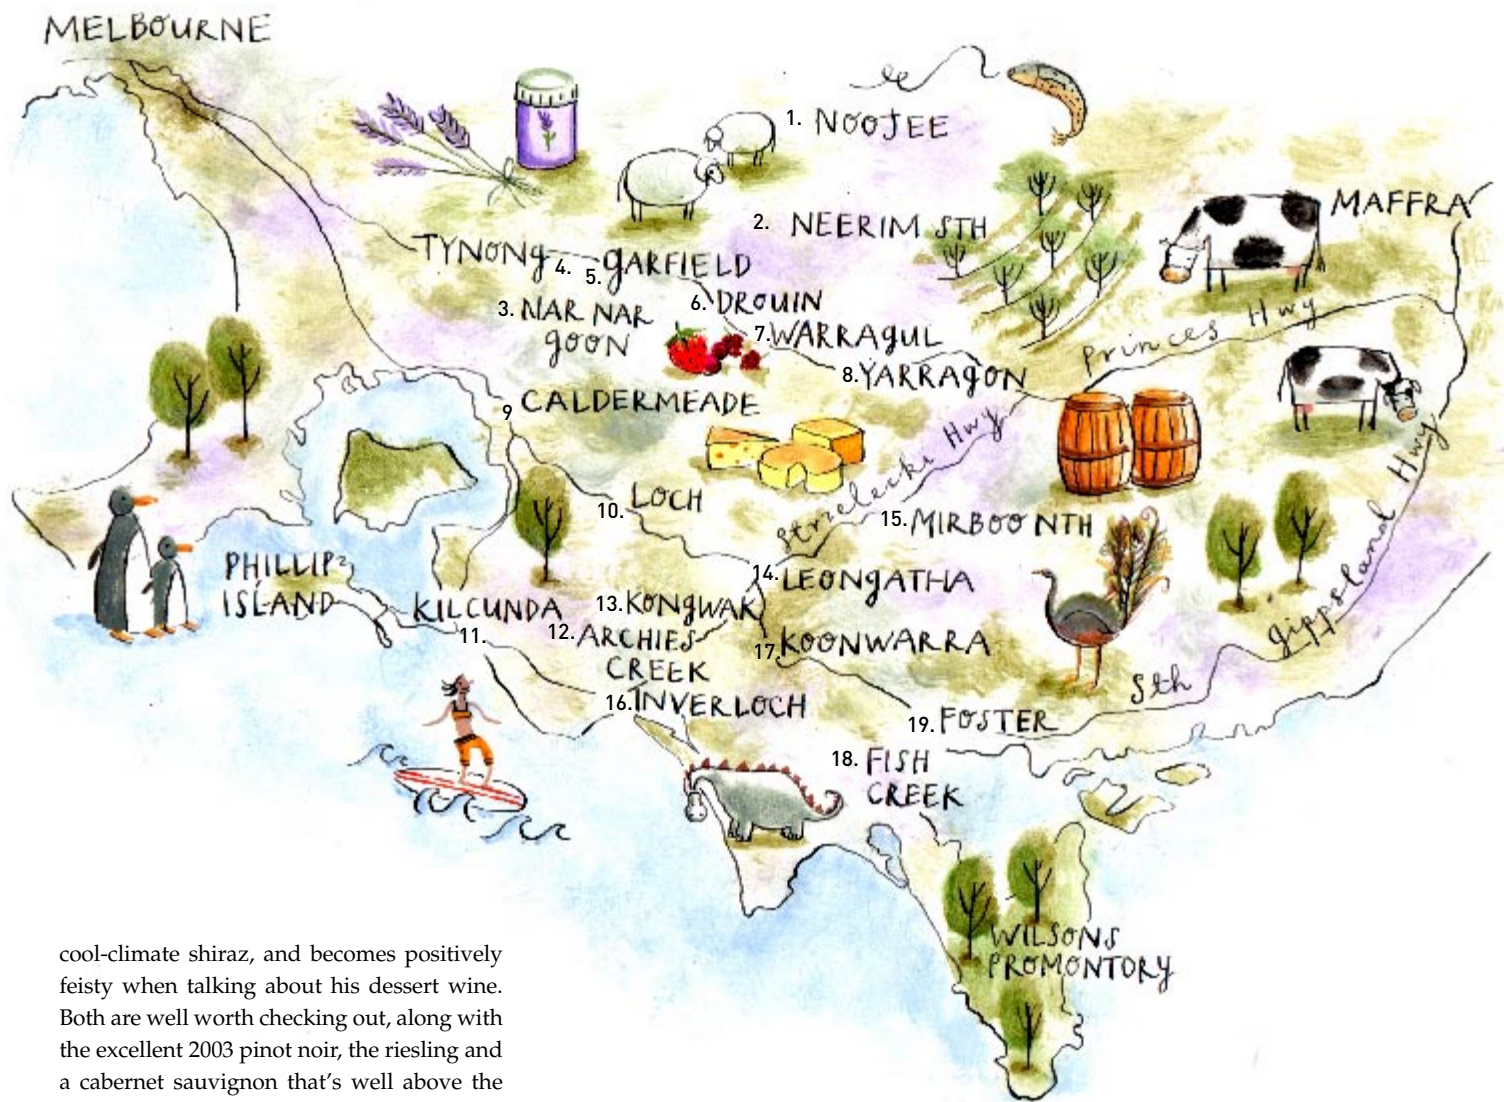 MELBOURNE
1. NOOJEE
MAFFRA
2. NEERIM STH
TYNONG 4.
5. GARFIELD
3. NAR NAR
GOON
6. DROUIN
7. WARRAGUL
Princes Hwy
8. YARRAGON
9 CALDERMEADE
Strzelecki Hwy
10. LOCH
15. MIRBOO NTH
Gippsland Hwy
PHILLIP
ISLAND
14. LEONGATHA
KILCUNDA
11.
13. KONGWAK
12. ARCHIES
CREEK
17. KOONWARRA
Sth
16. INVERLOCH
19. FOSTER
18. FISH
CREEK
WILSONS
PROMONTORY
cool-climate shiraz, and becomes positively
feisty when talking about his dessert wine.
Both are well worth checking out, along with
the excellent 2003 pinot noir, the riesling and
a cabernet sauvignon that's well above the